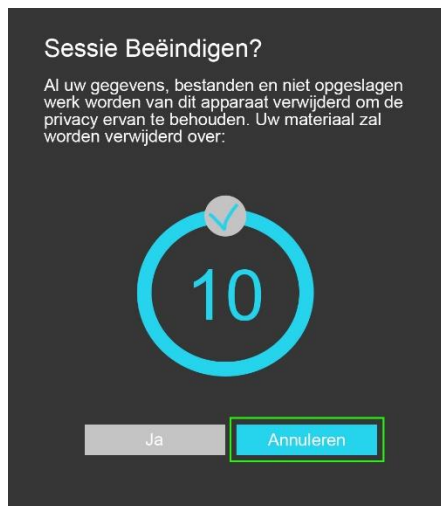 Sessie Beëindigen?
Al uw gegevens, bestanden en niet opgeslagen
werk worden van dit apparaat verwijderd om de
privacy ervan te behouden. Uw materiaal zal
worden verwijderd over:
10
Ja
Annuleren